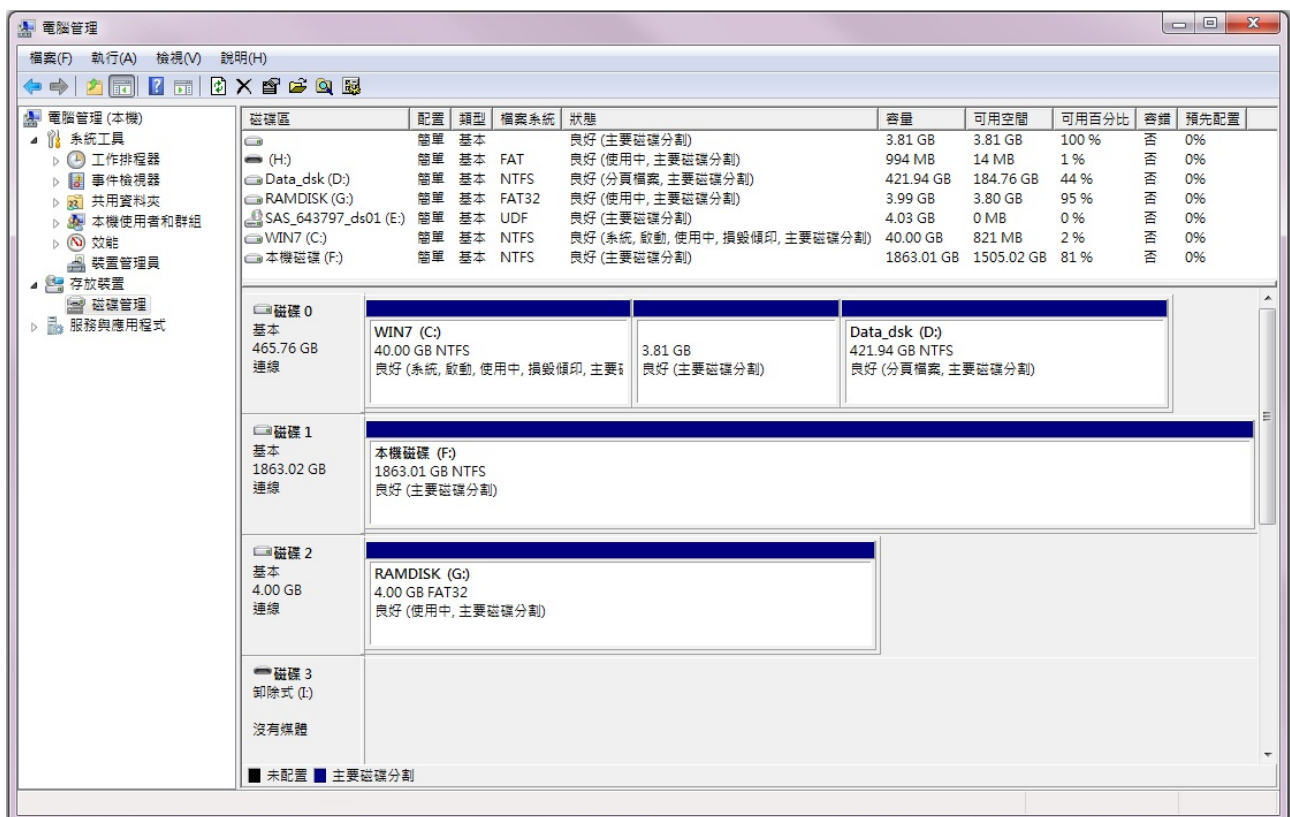 電腦管理
檔案(F) 執行(A) 檢視(V) 說明(H)
電腦管理 (本機)
系統工具
工作排程器
事件檢視器
共用資料夾
本機使用者和群組
效能
裝置管理員
存放裝置
磁碟管理
服務與應用程式
磁碟區 配置 類型 檔案系統 狀態 容量 可用空間 可用百分比 容錯 預先配置
簡單 基本 良好 (主要磁碟分割) 3.81 GB 3.81 GB 100 % 否 0%
(H:) 簡單 基本 FAT 良好 (使用中, 主要磁碟分割) 994 MB 14 MB 1 % 否 0%
Data_dsk (D:) 簡單 基本 NTFS 良好 (分頁檔案, 主要磁碟分割) 421.94 GB 184.76 GB 44 % 否 0%
RAMDISK (G:) 簡單 基本 FAT32 良好 (使用中, 主要磁碟分割) 3.99 GB 3.80 GB 95 % 否 0%
SAS_643797_ds01 (E:) 簡單 基本 UDF 良好 (主要磁碟分割) 4.03 GB 0 MB 0 % 否 0%
WIN7 (C:) 簡單 基本 NTFS 良好 (系統, 啟動, 使用中, 損毀傾印, 主要磁碟分割) 40.00 GB 821 MB 2 % 否 0%
本機磁碟 (F:) 簡單 基本 NTFS 良好 (主要磁碟分割) 1863.01 GB 1505.02 GB 81 % 否 0%
磁碟 0
基本
465.76 GB
連線
WIN7 (C:)
40.00 GB NTFS
良好 (系統, 啟動, 使用中, 損毀傾印, 主要
3.81 GB
良好 (主要磁碟分割)
Data_dsk (D:)
421.94 GB NTFS
良好 (分頁檔案, 主要磁碟分割)
磁碟 1
基本
1863.02 GB
連線
本機磁碟 (F:)
1863.01 GB NTFS
良好 (主要磁碟分割)
磁碟 2
基本
4.00 GB
連線
RAMDISK (G:)
4.00 GB FAT32
良好 (使用中, 主要磁碟分割)
磁碟 3
卸除式 (I:)
沒有媒體
未配置 主要磁碟分割